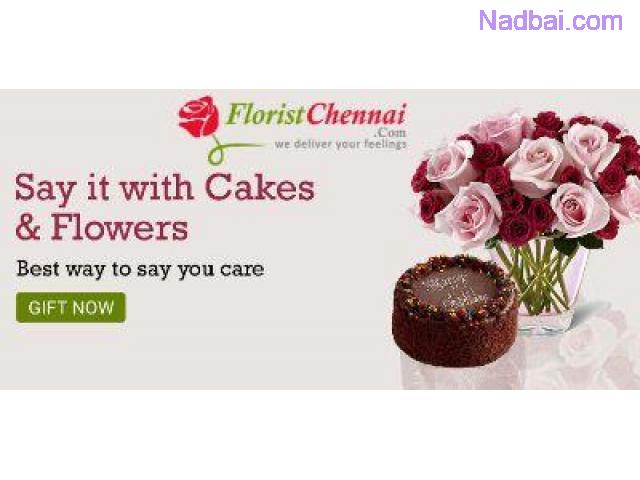 Nadbai.com
FloristChennai
.Com
we deliver your feelings
Say it with Cakes
& Flowers
Best way to say you care
GIFT NOW
Happy